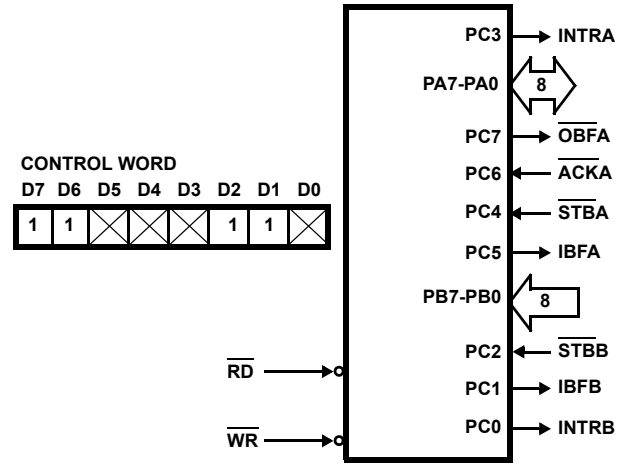 PC3 INTRA
PA7-PA0 8
PC7 OBFA
CONTROL WORD
PC6 ACKA
D7 D6 D5 D4 D3 D2 D1 D0
PC4 STBA
1 1 1 1
PC5 IBFA
PB7-PB0 8
PC2 STBB
RD
PC1 IBFB
PC0 INTRB
WR